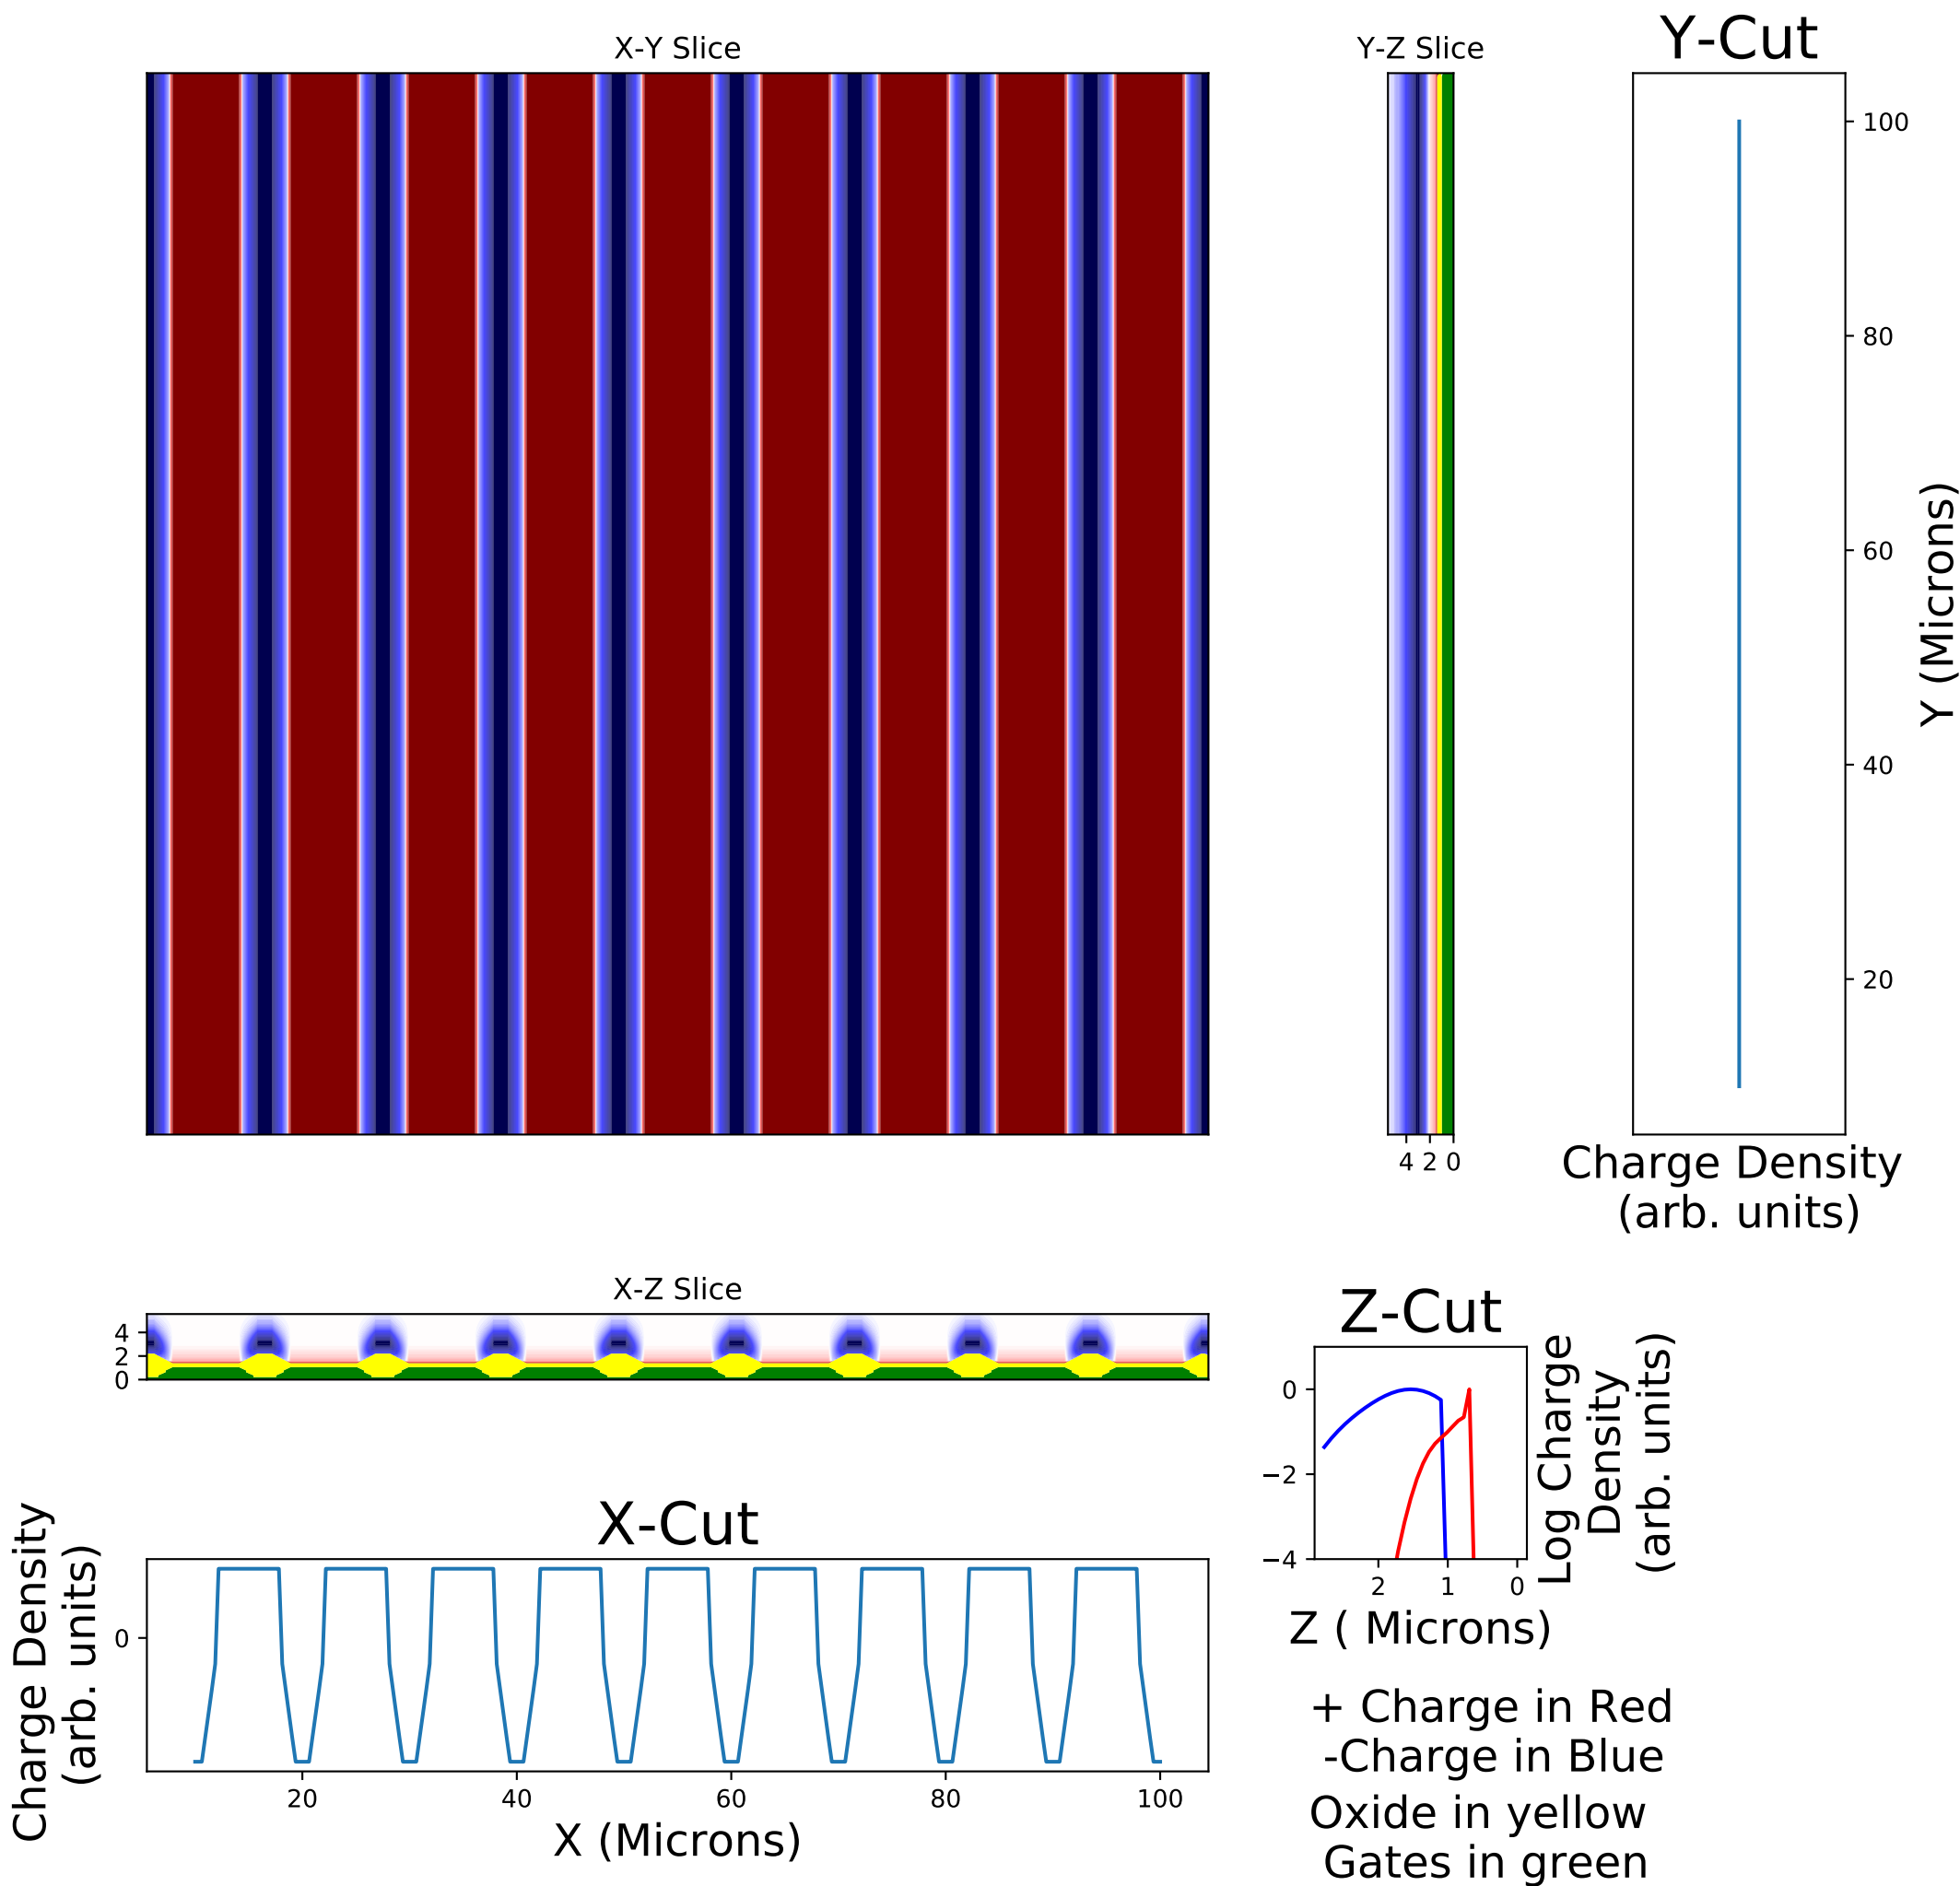 X-Y Slice
Y-Z Slice
Y-Cut
100
80
60
40
20
Y (Microns)
4 2 0
Charge Density
(arb. units)
X-Z Slice
4
2
0
Z-Cut
0
−2
−4
2 1 0
Z ( Microns)
Log Charge
Density
(arb. units)
X-Cut
Charge Density
(arb. units)
0
20 40 60 80 100
X (Microns)
+ Charge in Red
-Charge in Blue
Oxide in yellow
Gates in green